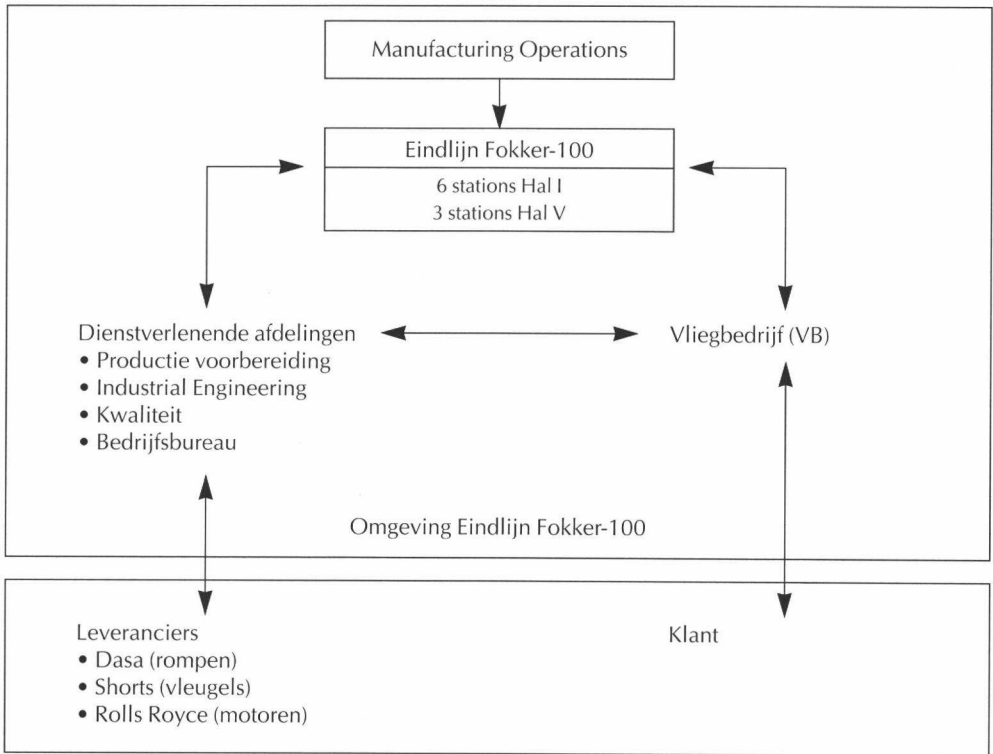 Manufacturing Operations
Eindlijn Fokker-100
6 stations Hal I
3 stations Hal V
Dienstverlenende afdelingen
• Productie voorbereiding
• Industrial Engineering
• Kwaliteit
• Bedrijfsbureau
Vliegbedrijf (VB)
Omgeving Eindlijn Fokker-100
Leveranciers
• Dasa (rompen)
• Shorts (vleugels)
• Rolls Royce (motoren)
Klant